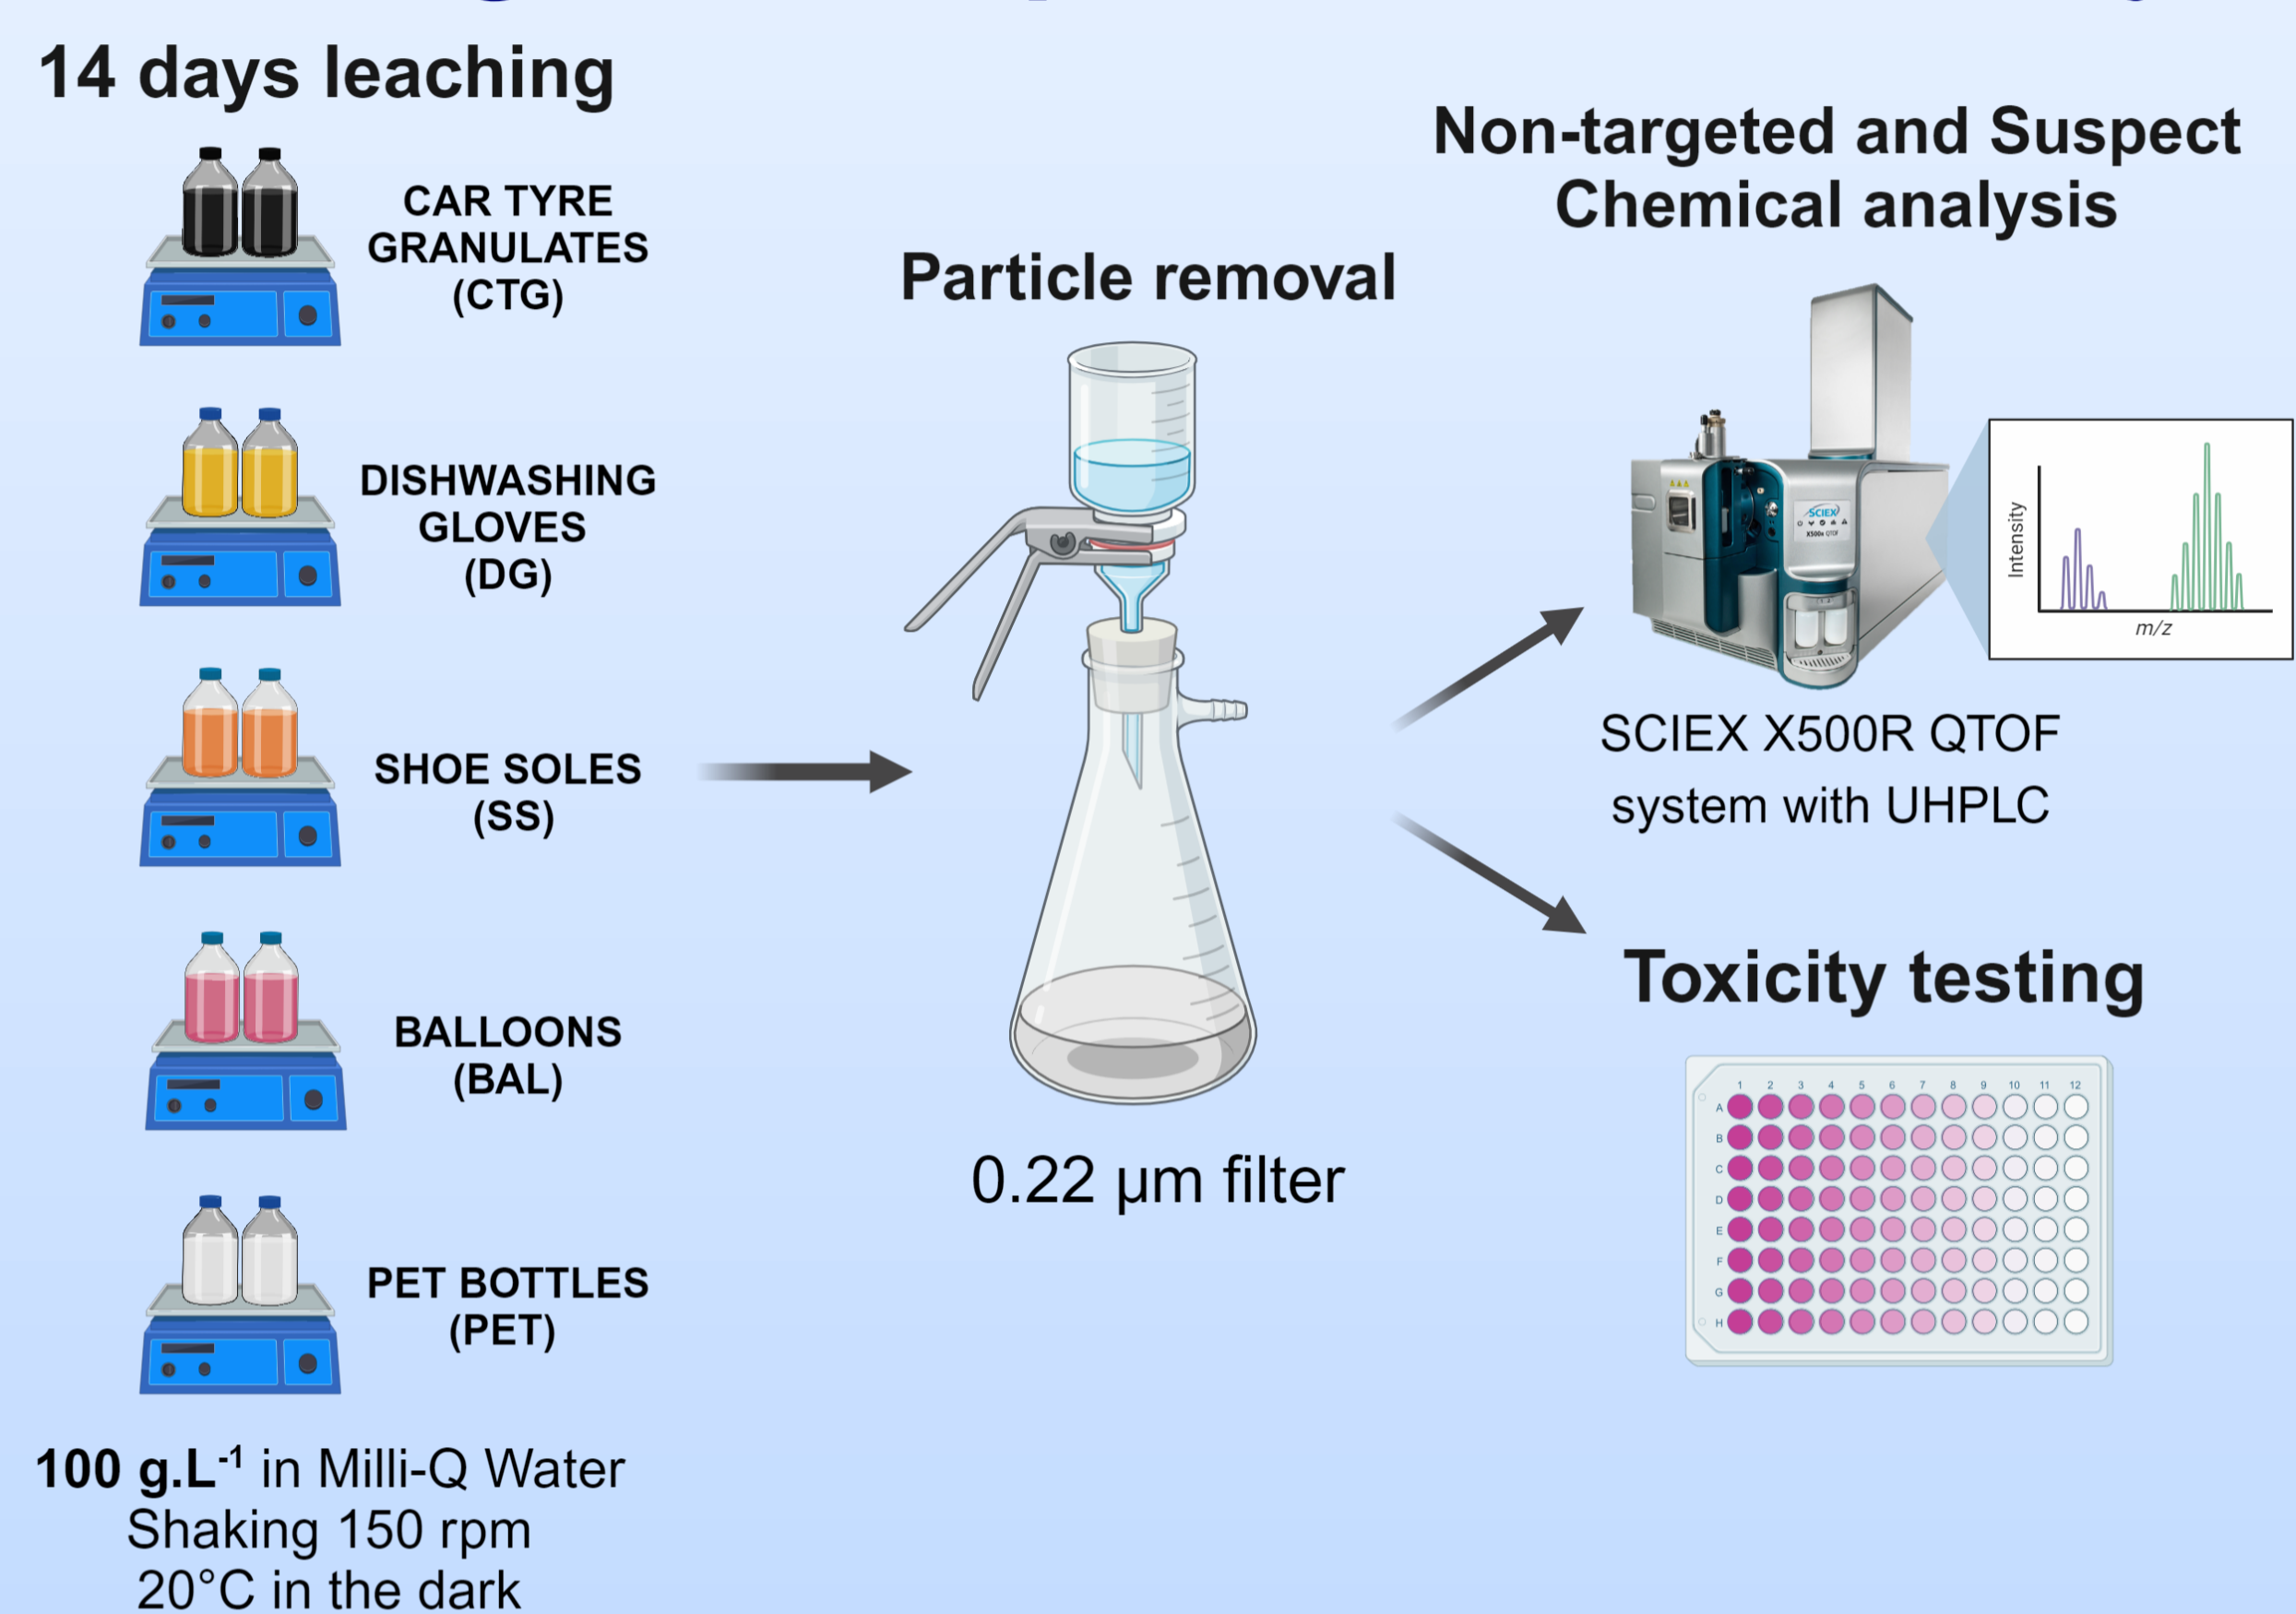 14 days leaching
CAR TYRE
GRANULATES
(CTG)
DISHWASHING
GLOVES
(DG)
SHOE SOLES
(SS)
BALLOONS
(BAL)
PET BOTTLES
(PET)
100 g.L⁻¹ in Milli-Q Water
Shaking 150 rpm
20°C in the dark
Particle removal
0.22 µm filter
Non-targeted and Suspect
Chemical analysis
SCIEX
X500R QTOF
Intensity
m/z
SCIEX X500R QTOF
system with UHPLC
Toxicity testing
1 2 3 4 5 6 7 8 9 10 11 12
A
B
C
D
E
F
G
H